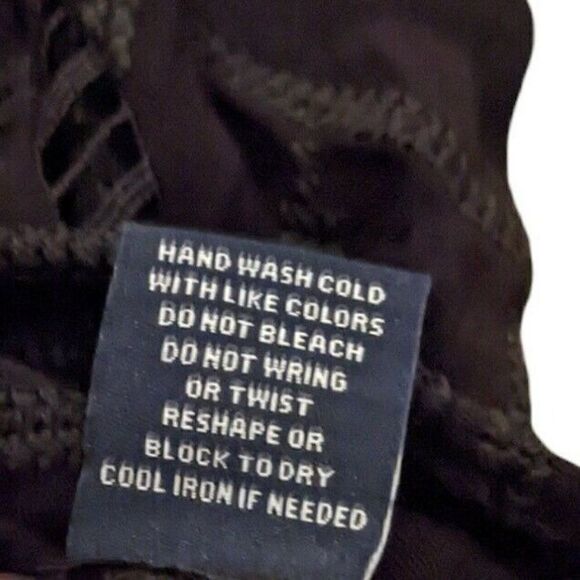 HAND WASH COLD
WITH LIKE COLORS
DO NOT BLEACH
DO NOT WRING
OR TWIST
RESHAPE OR
BLOCK TO DRY
COOL IRON IF NEEDED